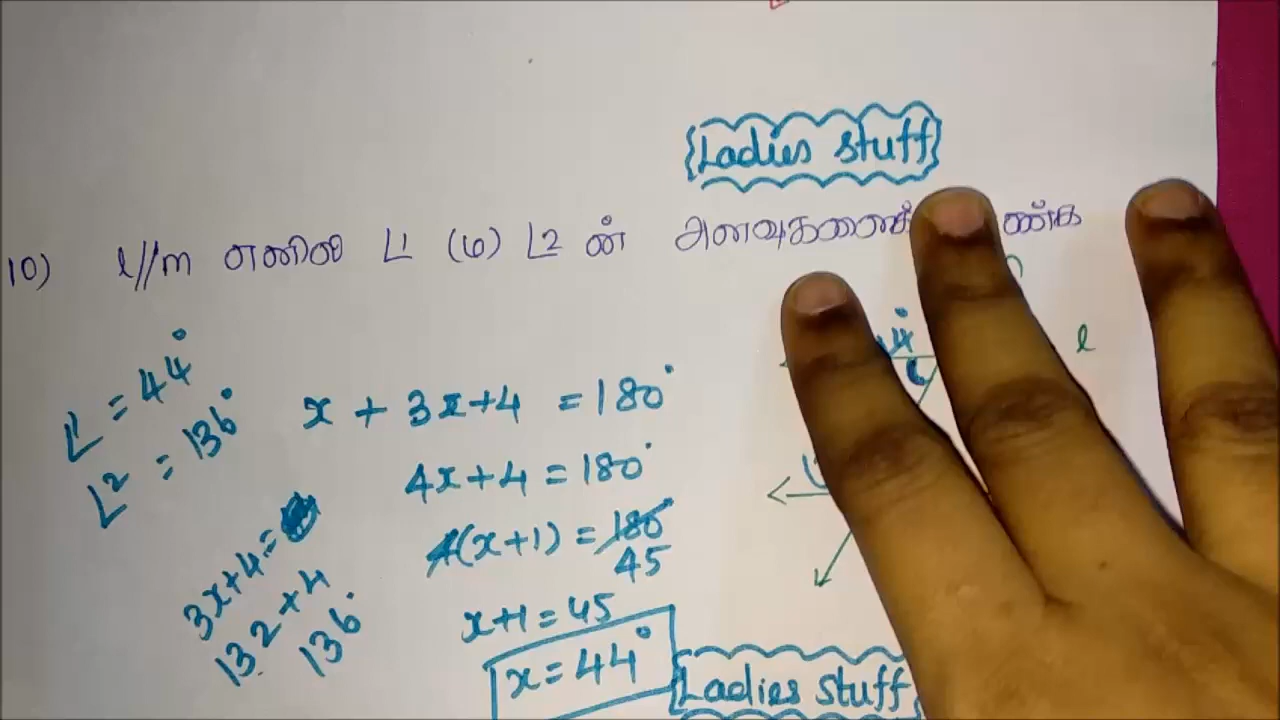 Ladies stuff
10) l//m எனில் ∠1 (ம) ∠2 ன் அளவுகளைக்
l
∠1 = 44°
∠2 = 136°
x + 3x+4 = 180°
4x+4 = 180°
4(x+1) = 180
45
x+1 = 45
x = 44°
3x+4 =
132+4
136°
Ladies stuff